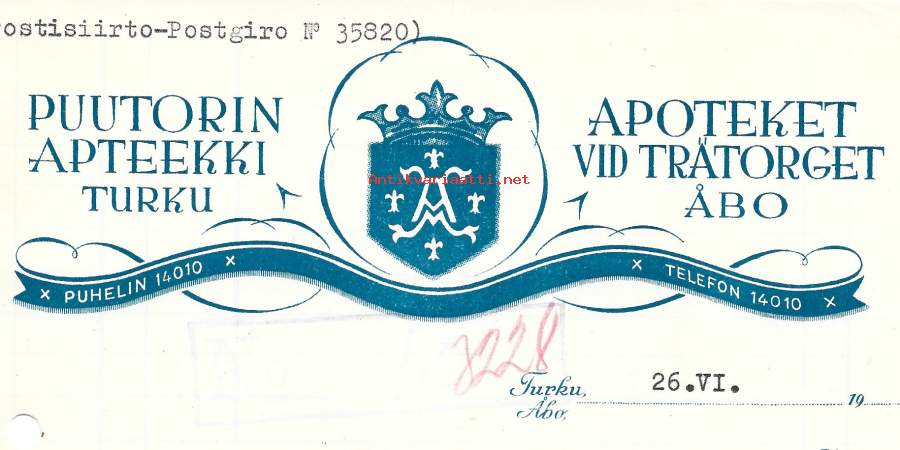 ostisiirto-Postgiro Nº 35820)
PUUTORIN
APTEEKKI
TURKU
APOTEKET
VID TRÄTORGET
ÅBO
Antikvariaatti.net
x PUHELIN 14010 x
x TELEFON 14010 x
7228
Turku,
Åbo,
26.VI.
19